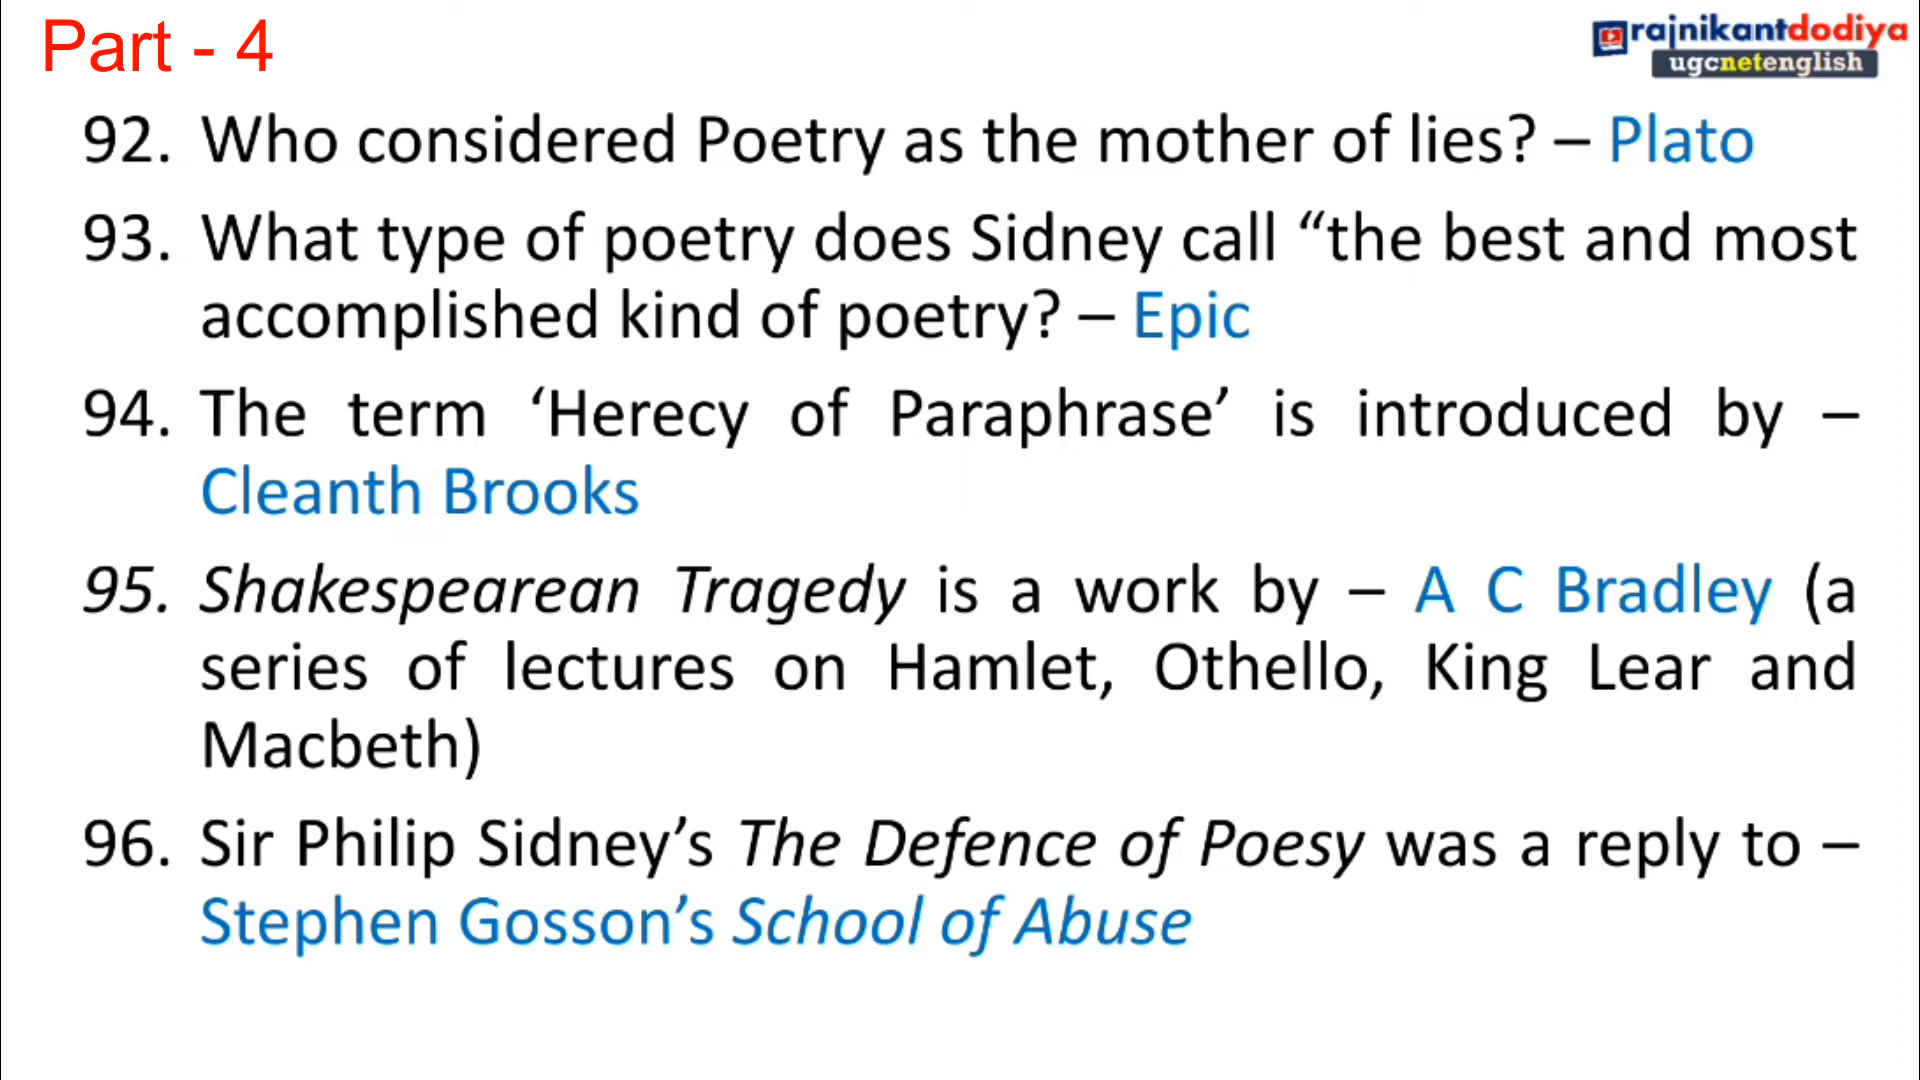 Part - 4
rajnikantdodiya
ugcnetenglish
92. Who considered Poetry as the mother of lies? – Plato
93. What type of poetry does Sidney call “the best and most
accomplished kind of poetry? – Epic
94. The term ‘Herecy of Paraphrase’ is introduced by –
Cleanth Brooks
95. Shakespearean Tragedy is a work by – A C Bradley (a
series of lectures on Hamlet, Othello, King Lear and
Macbeth)
96. Sir Philip Sidney’s The Defence of Poesy was a reply to –
Stephen Gosson’s School of Abuse